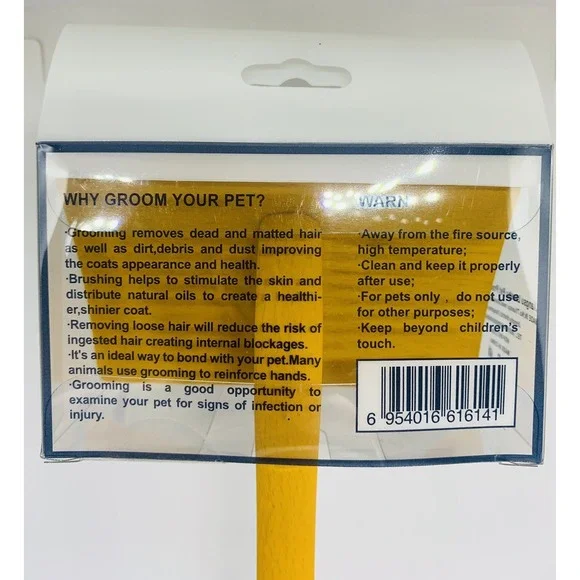 WHY GROOM YOUR PET?
·Grooming removes dead and matted hair
as well as dirt,debris and dust improving
the coats appearance and health.
·Brushing helps to stimulate the skin and
distribute natural oils to create a healthi-
er,shinier coat.
·Removing loose hair will reduce the risk of
ingested hair creating internal blockages.
·It's an ideal way to bond with your pet.Many
animals use grooming to reinforce hands.
·Grooming is a good opportunity to
examine your pet for signs of infection or
injury.
WARN
·Away from the fire source,
high temperature;
·Clean and keep it properly
after use;
·For pets only , do not use
for other purposes;
·Keep beyond children's
touch.
6 954016 616141